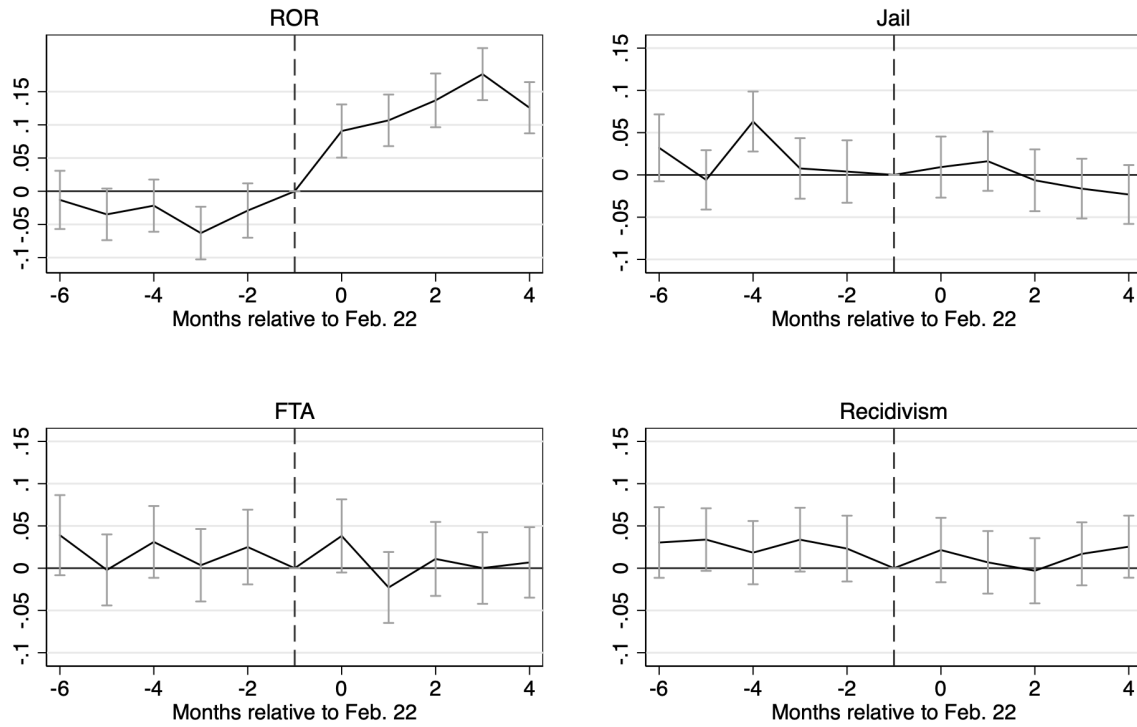 ROR
.15
.1
.05
0
-.05
-.1
-6 -4 -2 0 2 4
Months relative to Feb. 22
Jail
.15
.1
.05
0
-.05
-.1
-6 -4 -2 0 2 4
Months relative to Feb. 22
FTA
.15
.1
.05
0
-.05
-.1
-6 -4 -2 0 2 4
Months relative to Feb. 22
Recidivism
.15
.1
.05
0
-.05
-.1
-6 -4 -2 0 2 4
Months relative to Feb. 22